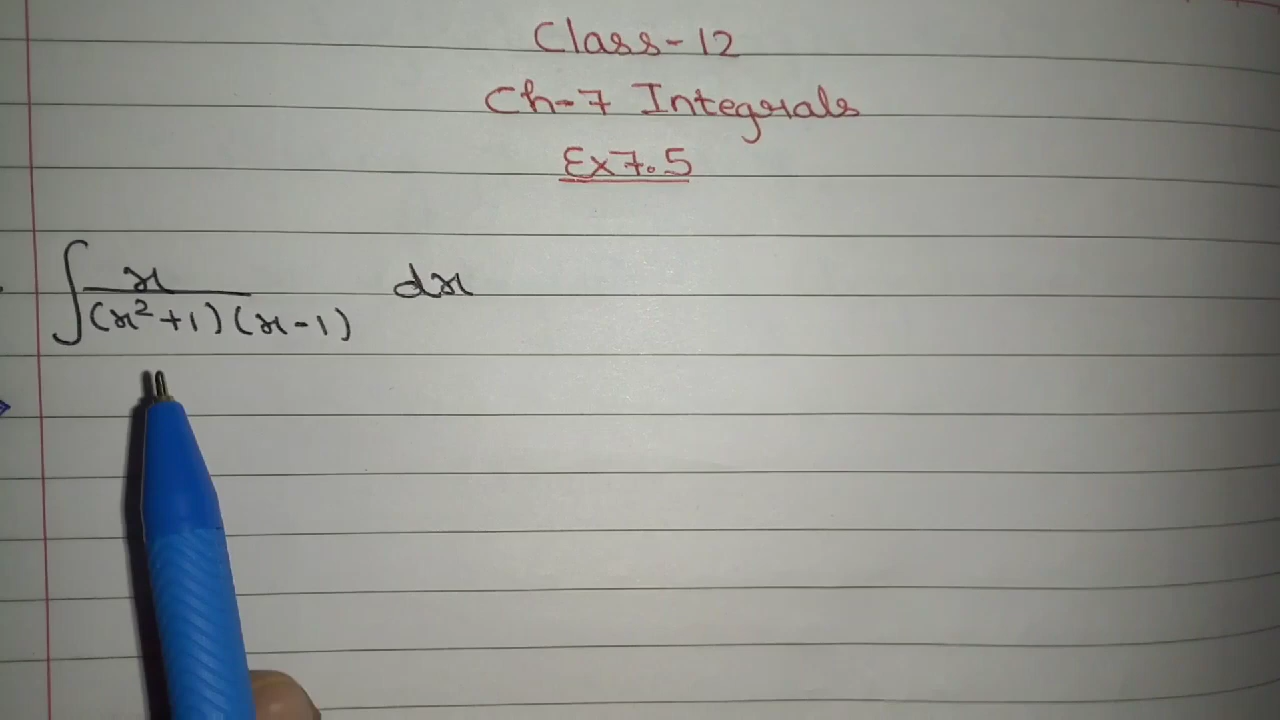 Class-12
Ch-7 Integrals
Ex7.5
∫ x/((x²+1)(x-1)) dx